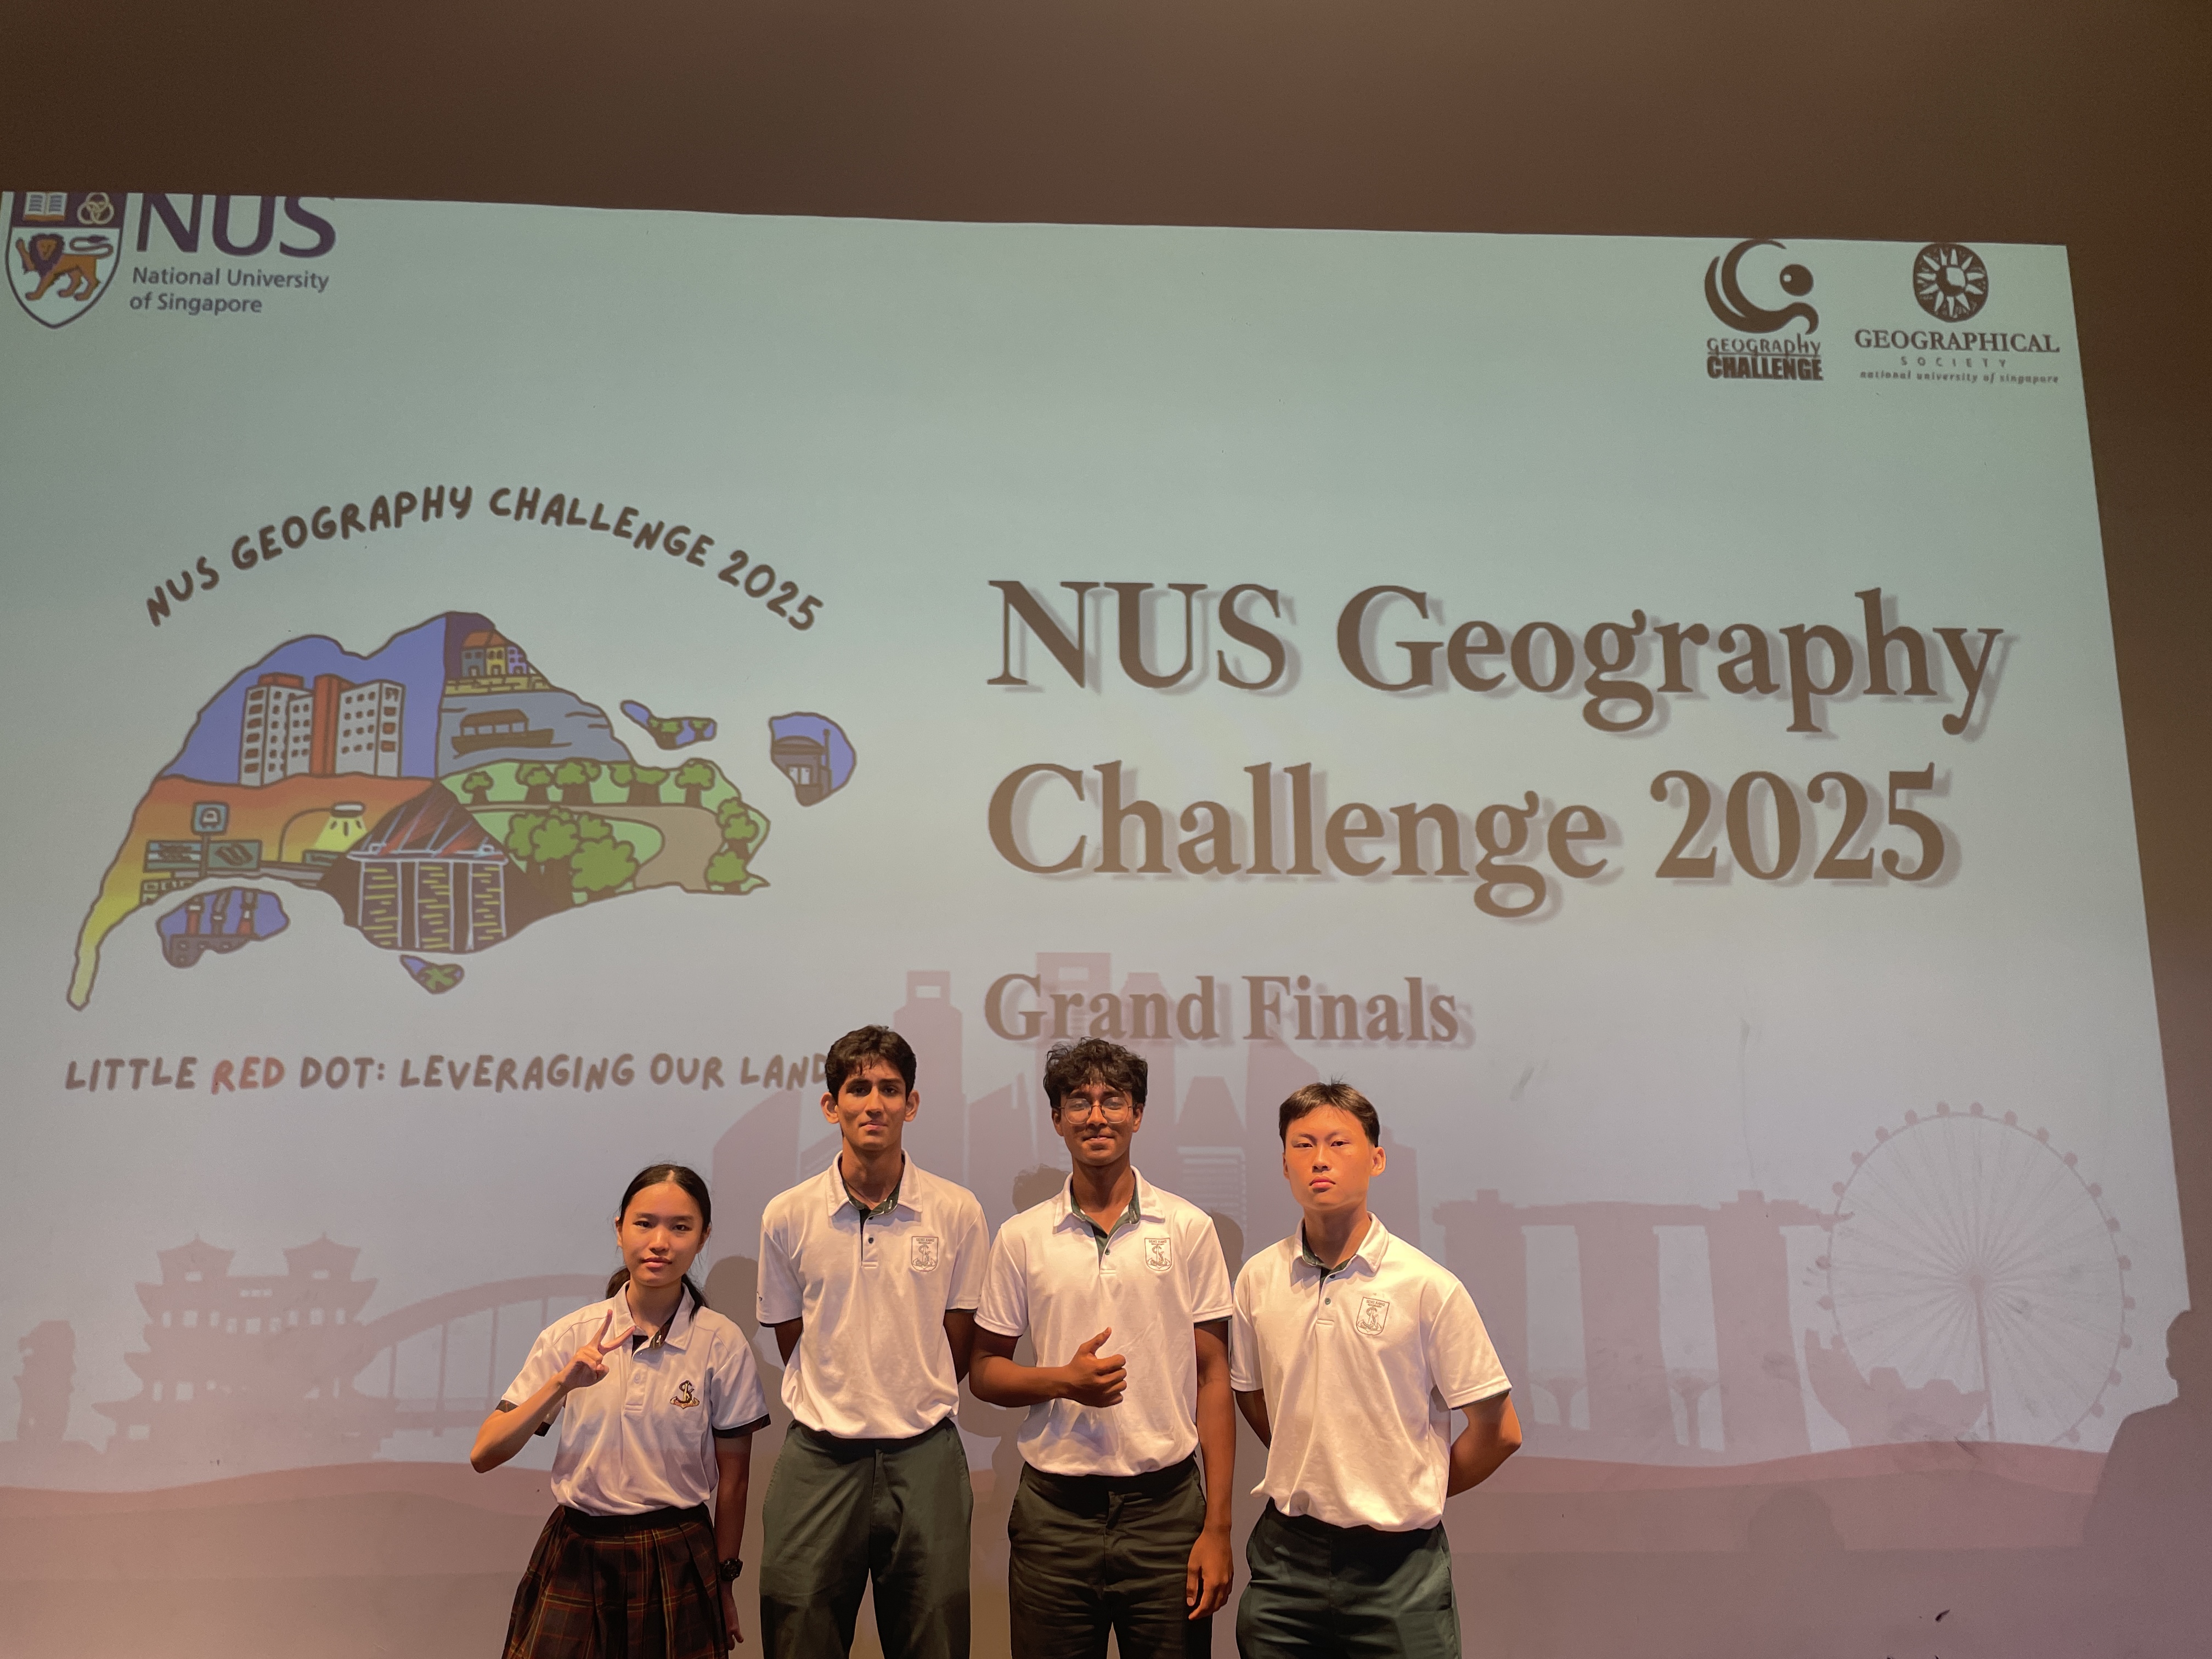 NUS
National University
of Singapore
GEOGRAPHY
CHALLENGE
GEOGRAPHICAL
SOCIETY
national university of singapore
NUS GEOGRAPHY CHALLENGE 2025
NUS Geography
Challenge 2025
Grand Finals
LITTLE RED DOT: LEVERAGING OUR LAND